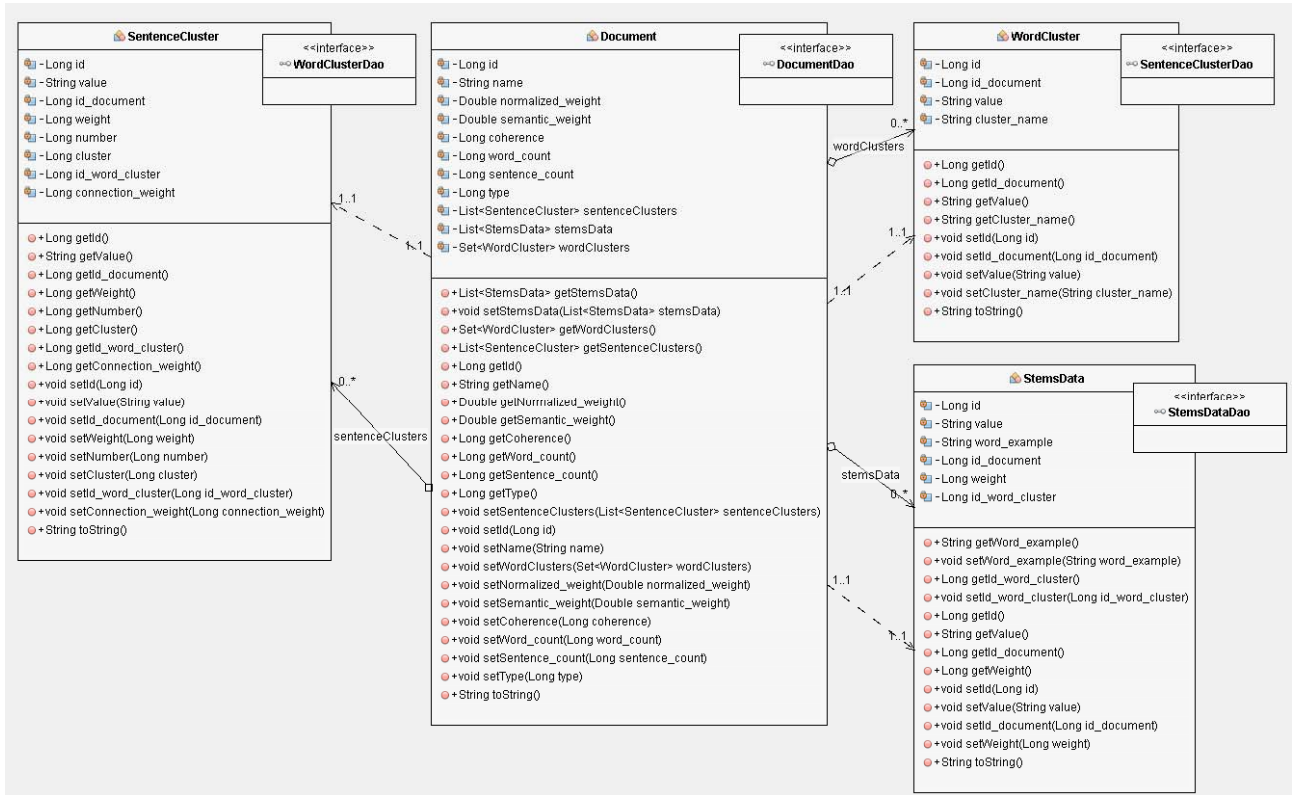 SentenceCluster
-Long id
-String value
-Long id_document
-Long weight
-Long number
-Long cluster
-Long id_word_cluster
-Long connection_weight
+Long getId()
+String getValue()
+Long getId_document()
+Long getWeight()
+Long getNumber()
+Long getCluster()
+Long getId_word_cluster()
+Long getConnection_weight()
+void setId(Long id)
+void setValue(String value)
+void setId_document(Long id_document)
+void setWeight(Long weight)
+void setNumber(Long number)
+void setCluster(Long cluster)
+void setId_word_cluster(Long id_word_cluster)
+void setConnection_weight(Long connection_weight)
+String toString()
<<interface>>
WordClusterDao
1..1
1..1
0..*
sentenceClusters
Document
-Long id
-String name
-Double normalized_weight
-Double semantic_weight
-Long coherence
-Long word_count
-Long sentence_count
-Long type
-List<SentenceCluster> sentenceClusters
-List<StemsData> stemsData
-Set<WordCluster> wordClusters
+List<StemsData> getStemsData()
+void setStemsData(List<StemsData> stemsData)
+Set<WordCluster> getWordClusters()
+List<SentenceCluster> getSentenceClusters()
+Long getId()
+String getName()
+Double getNormalized_weight()
+Double getSemantic_weight()
+Long getCoherence()
+Long getWord_count()
+Long getSentence_count()
+Long getType()
+void setSentenceClusters(List<SentenceCluster> sentenceClusters)
+void setId(Long id)
+void setName(String name)
+void setWordClusters(Set<WordCluster> wordClusters)
+void setNormalized_weight(Double normalized_weight)
+void setSemantic_weight(Double semantic_weight)
+void setCoherence(Long coherence)
+void setWord_count(Long word_count)
+void setSentence_count(Long sentence_count)
+void setType(Long type)
+String toString()
<<interface>>
DocumentDao
0..*
wordClusters
1..1
1..1
stemsData
0..*
1..1
1..1
WordCluster
-Long id
-Long id_document
-String value
-String cluster_name
+Long getId()
+Long getId_document()
+String getValue()
+String getCluster_name()
+void setId(Long id)
+void setId_document(Long id_document)
+void setValue(String value)
+void setCluster_name(String cluster_name)
+String toString()
<<interface>>
SentenceClusterDao
StemsData
-Long id
-String value
-String word_example
-Long id_document
-Long weight
-Long id_word_cluster
+String getWord_example()
+void setWord_example(String word_example)
+Long getId_word_cluster()
+void setId_word_cluster(Long id_word_cluster)
+Long getId()
+String getValue()
+Long getId_document()
+Long getWeight()
+void setId(Long id)
+void setValue(String value)
+void setId_document(Long id_document)
+void setWeight(Long weight)
+String toString()
<<interface>>
StemsDataDao